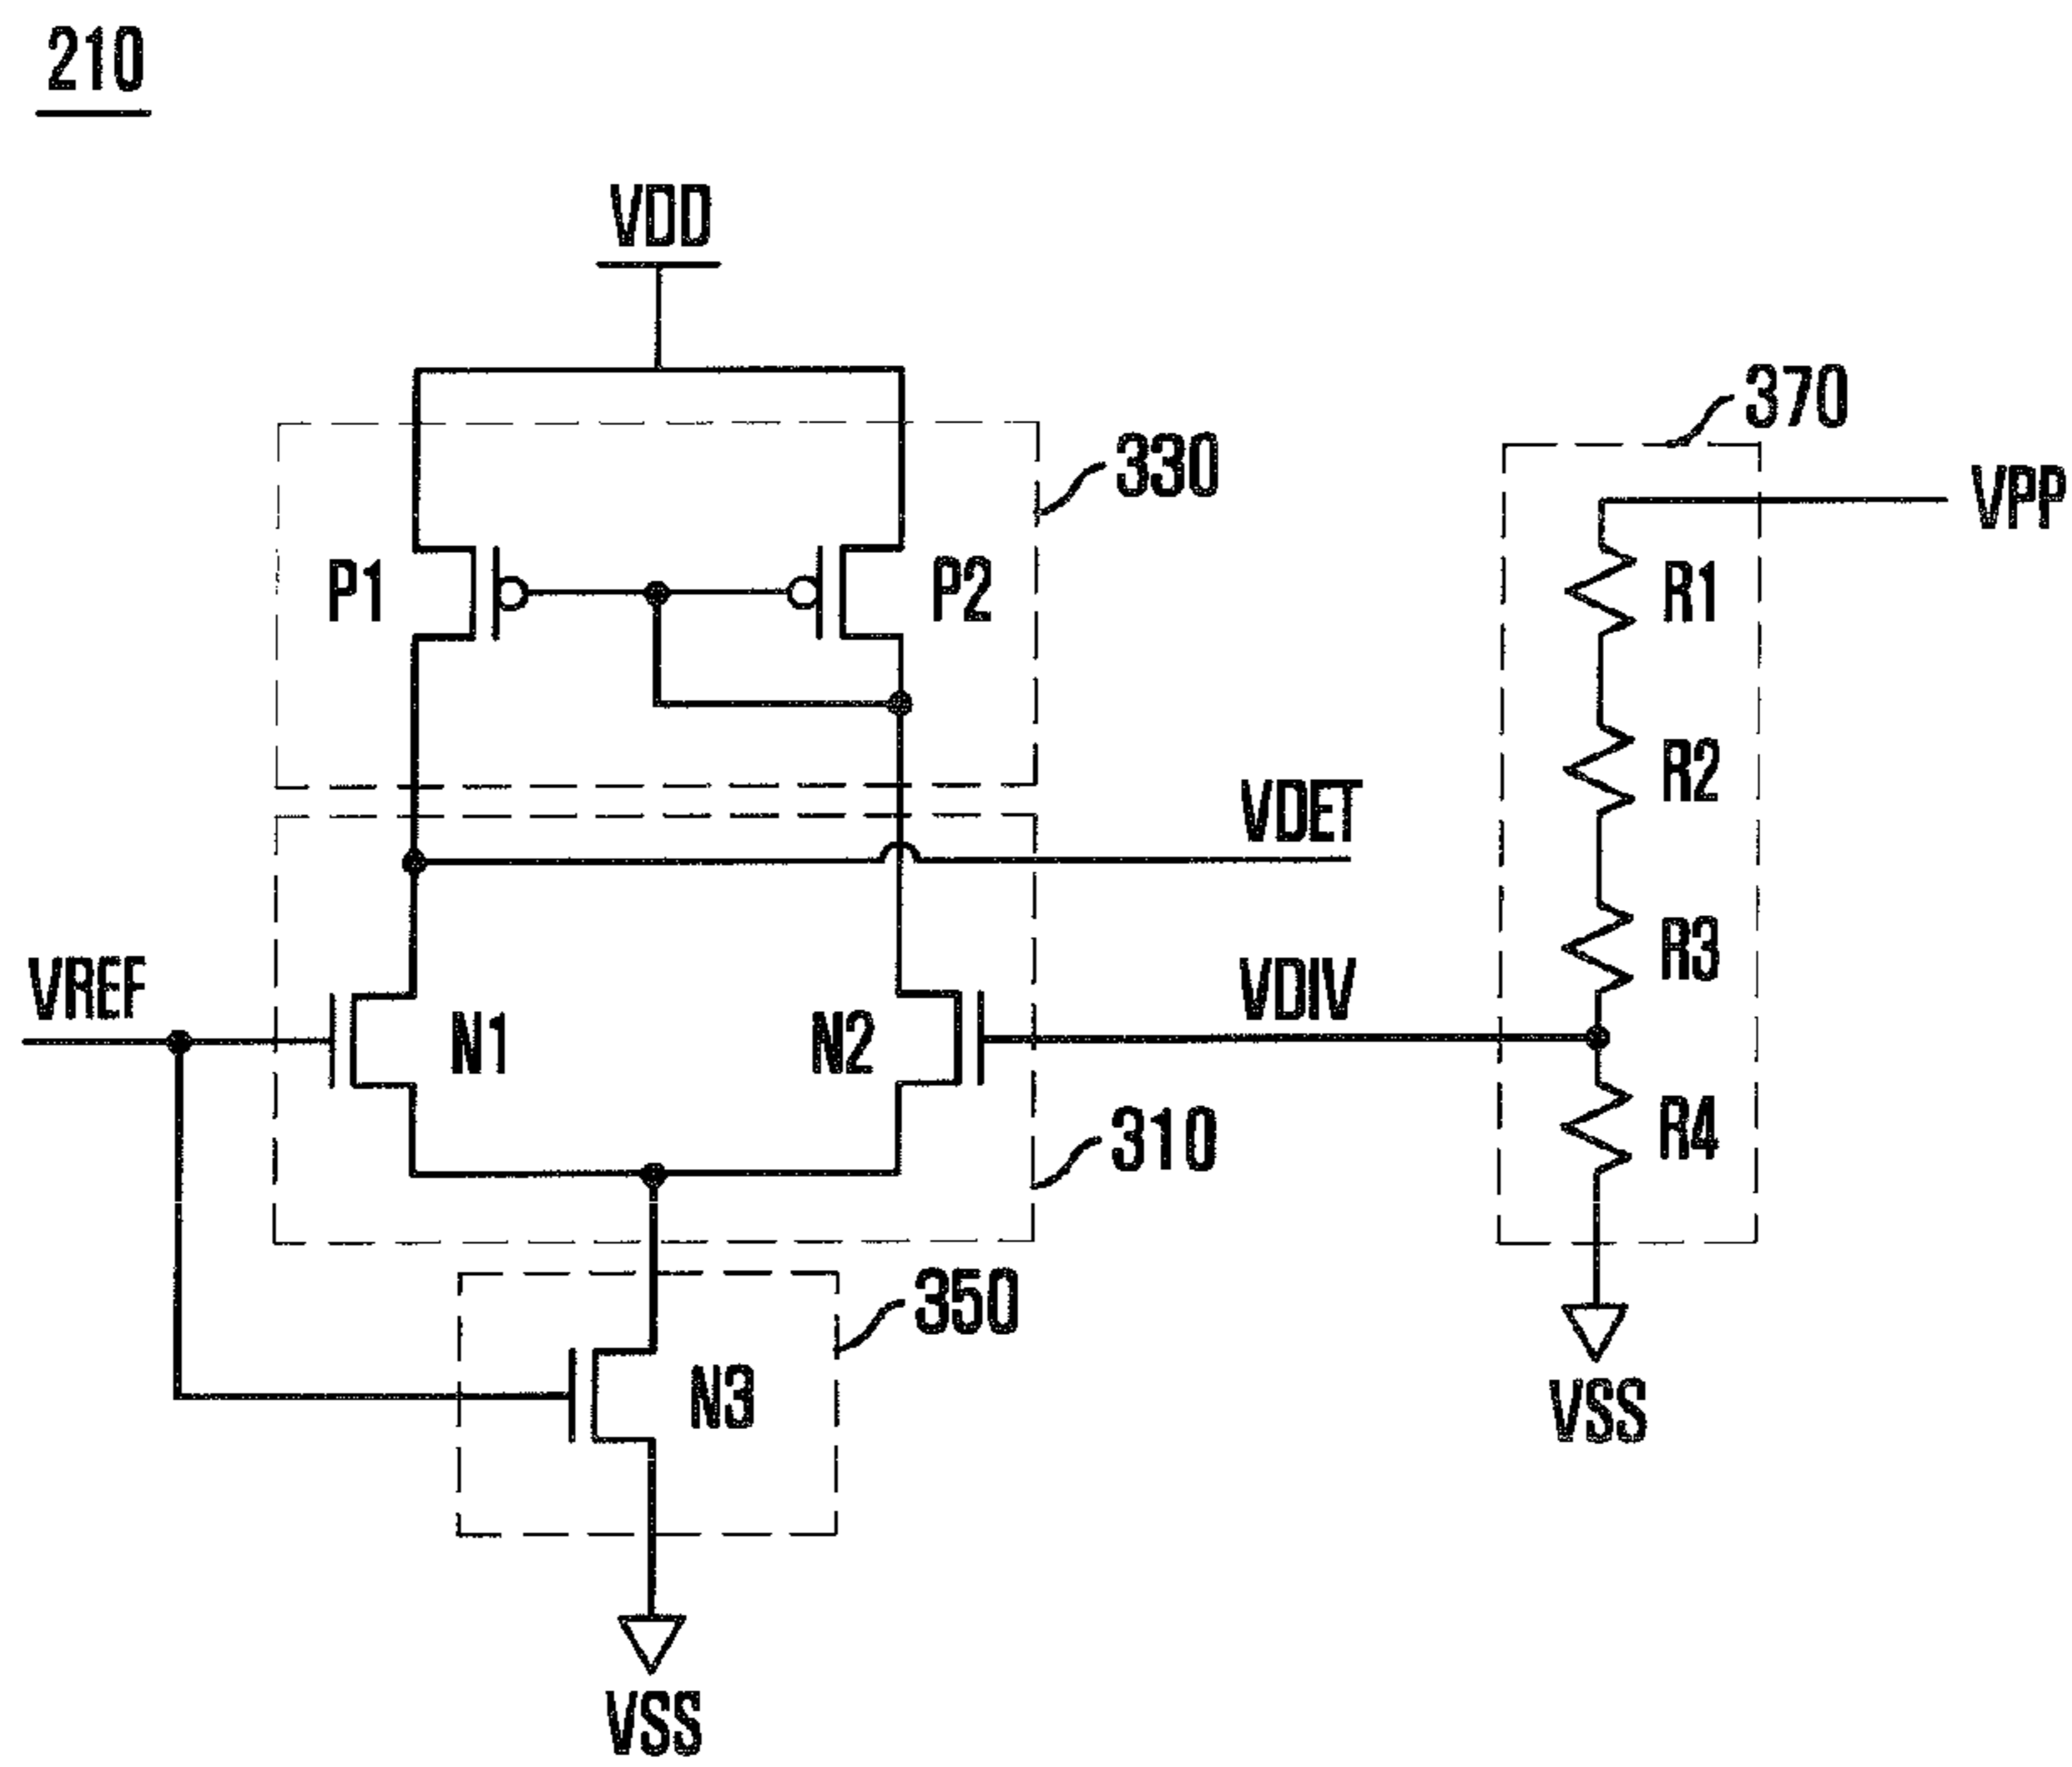 210
VDD
370
330
VPP
P1
P2
R1
R2
VDET
R3
VREF
VDIV
N1
N2
310
R4
350
N3
VSS
VSS